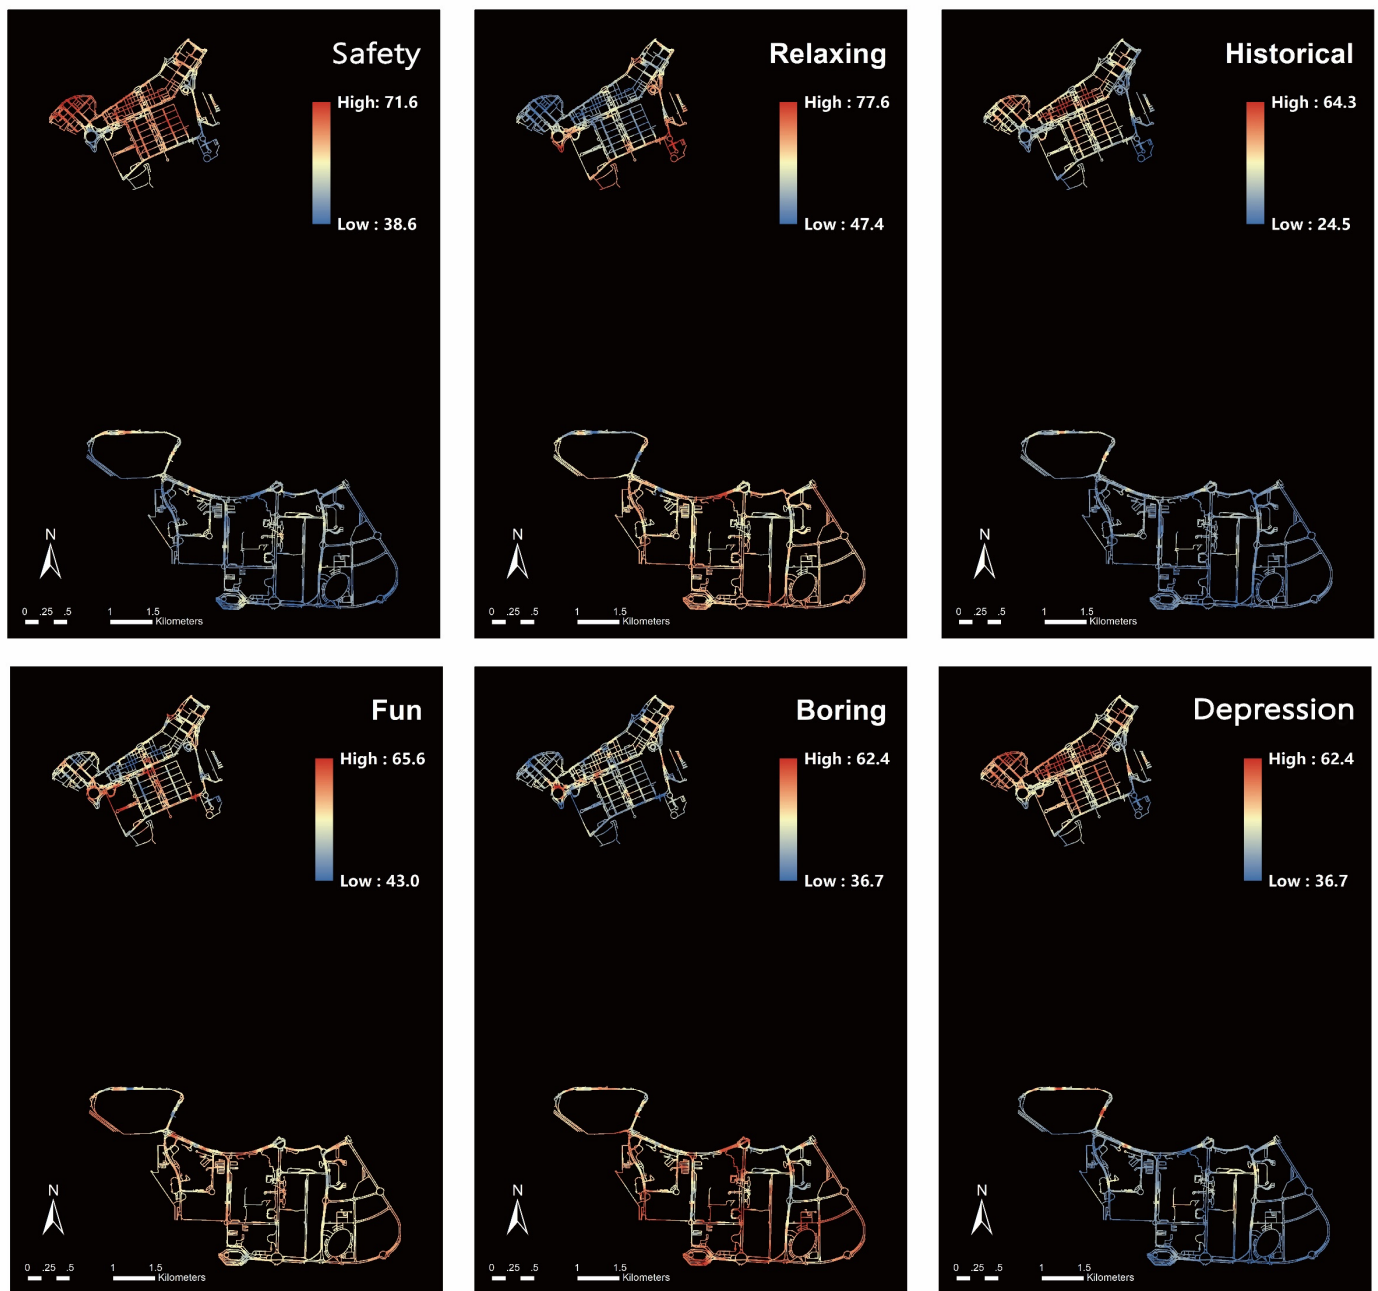 Safety
High: 71.6
Low : 38.6
N
0 .25 .5 1 1.5
Kilometers
Relaxing
High : 77.6
Low : 47.4
N
0 .25 .5 1 1.5
Kilometers
Historical
High : 64.3
Low : 24.5
N
0 .25 .5 1 1.5
Kilometers
Fun
High : 65.6
Low : 43.0
N
0 .25 .5 1 1.5
Kilometers
Boring
High : 62.4
Low : 36.7
N
0 .25 .5 1 1.5
Kilometers
Depression
High : 62.4
Low : 36.7
N
0 .25 .5 1 1.5
Kilometers